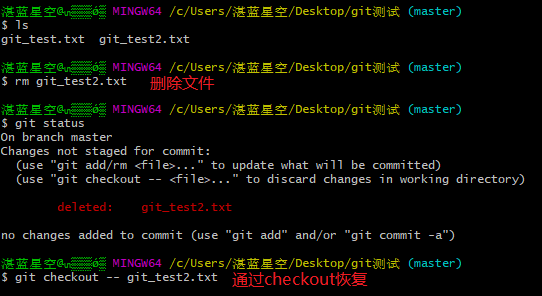 湛蓝星空@ MINGW64 /c/Users/湛蓝星空/Desktop/git测试 (master)
$ ls
git_test.txt git_test2.txt
湛蓝星空@ MINGW64 /c/Users/湛蓝星空/Desktop/git测试 (master)
$ rm git_test2.txt 删除文件
湛蓝星空@ MINGW64 /c/Users/湛蓝星空/Desktop/git测试 (master)
$ git status
On branch master
Changes not staged for commit:
(use "git add/rm <file>..." to update what will be committed)
(use "git checkout -- <file>..." to discard changes in working directory)
deleted: git_test2.txt
no changes added to commit (use "git add" and/or "git commit -a")
湛蓝星空@ MINGW64 /c/Users/湛蓝星空/Desktop/git测试 (master)
$ git checkout -- git_test2.txt 通过checkout恢复